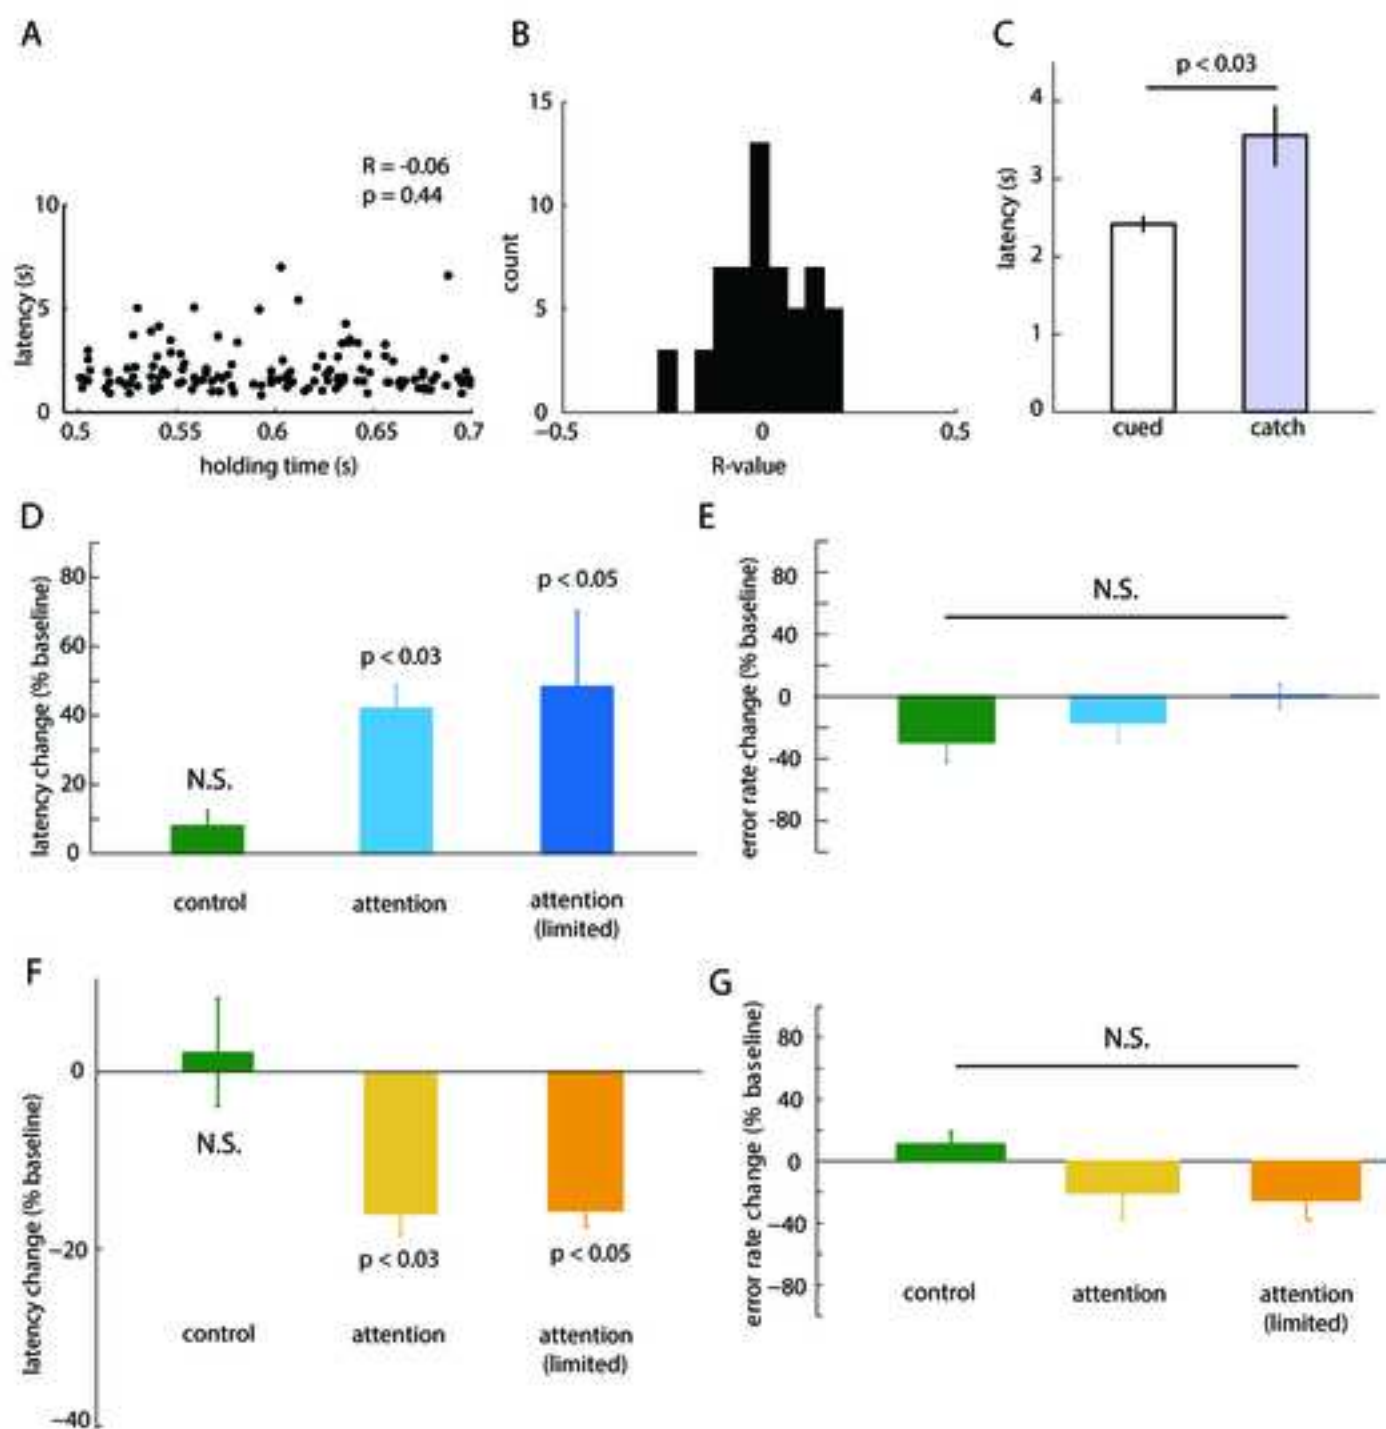 A
R = -0.06
p = 0.44
10
5
0
latency (s)
0.5 0.55 0.6 0.65 0.7
holding time (s)
B
15
10
5
0
count
−0.5 0 0.5
R-value
C
p < 0.03
4
3
2
1
0
latency (s)
cued catch
D
80
60
40
20
0
latency change (% baseline)
N.S.
p < 0.03
p < 0.05
control attention attention
(limited)
E
N.S.
80
40
0
-40
-80
error rate change (% baseline)
F
0
−20
−40
latency change (% baseline)
N.S.
p < 0.03
p < 0.05
control attention attention
(limited)
G
N.S.
80
40
0
−40
−80
error rate change (% baseline)
control attention attention
(limited)